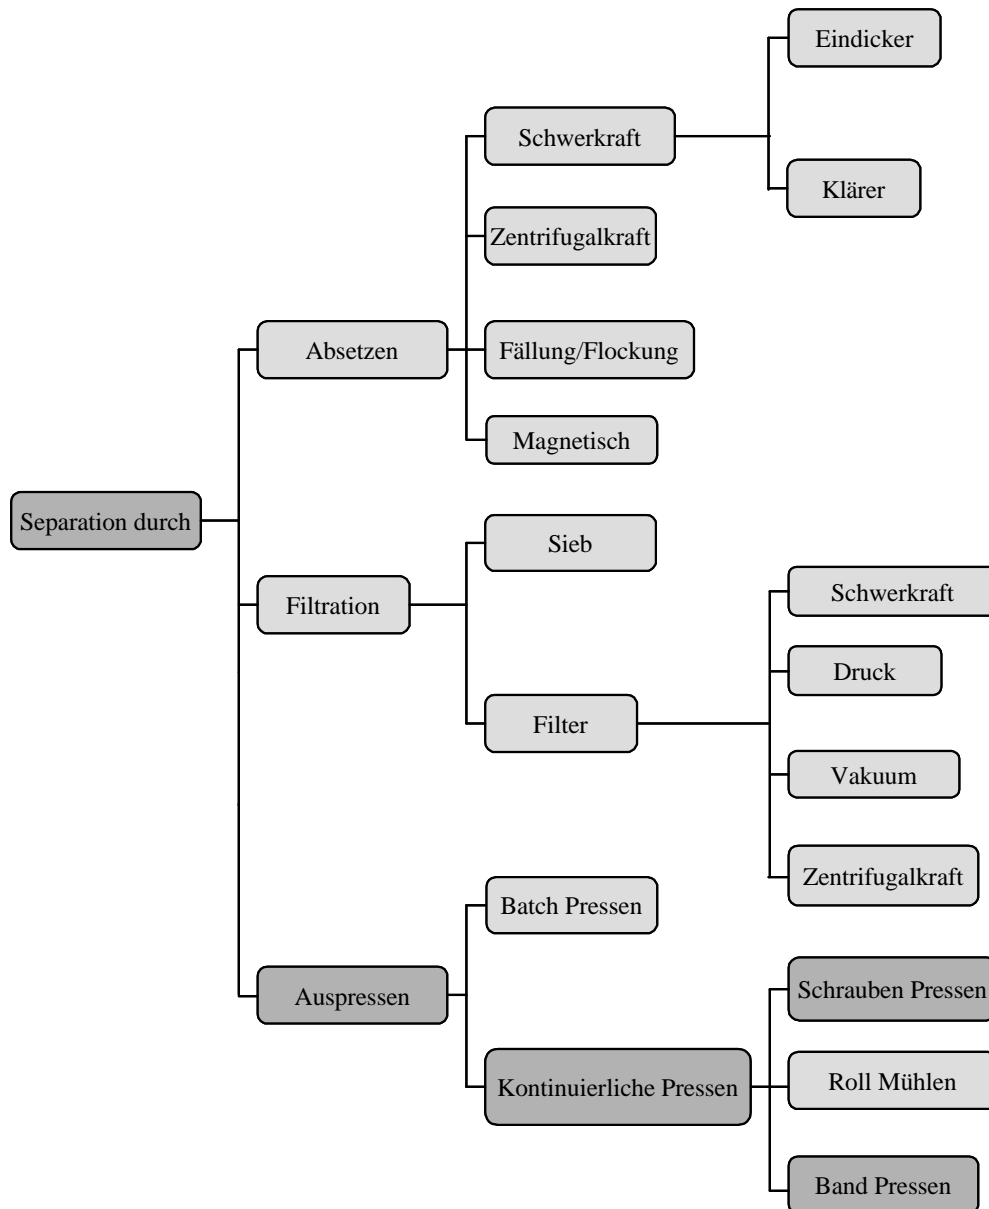 Eindicker
Schwerkraft
Klärer
Zentrifugalkraft
Absetzen
Fällung/Flockung
Magnetisch
Separation durch
Sieb
Filtration
Schwerkraft
Druck
Filter
Vakuum
Zentrifugalkraft
Batch Pressen
Auspressen
Schrauben Pressen
Kontinuierliche Pressen
Roll Mühlen
Band Pressen